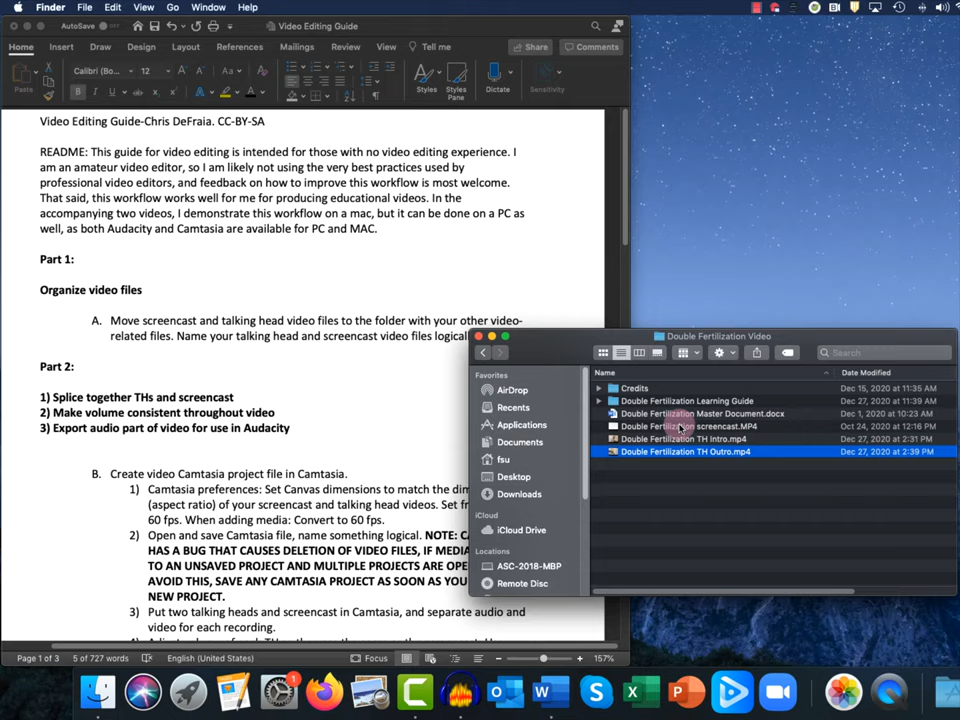 Finder File Edit View Go Window Help
AutoSave Video Editing Guide
Home Insert Draw Design Layout References Mailings Review View Tell me Share Comments
Paste Calibri (Bo... 12 Aa Styles Styles Pane Dictate Sensitivity
B I U
Video Editing Guide-Chris DeFraia. CC-BY-SA
README: This guide for video editing is intended for those with no video editing experience. I
am an amateur video editor, so I am likely not using the very best practices used by
professional video editors, and feedback on how to improve this workflow is most welcome.
That said, this workflow works well for me for producing educational videos. In the
accompanying two videos, I demonstrate this workflow on a mac, but it can be done on a PC as
well, as both Audacity and Camtasia are available for PC and MAC.
Part 1:
Organize video files
A. Move screencast and talking head video files to the folder with your other video-
related files. Name your talking head and screencast video files logical
Part 2:
1) Splice together THs and screencast
2) Make volume consistent throughout video
3) Export audio part of video for use in Audacity
B. Create video Camtasia project file in Camtasia.
1) Camtasia preferences: Set Canvas dimensions to match the
(aspect ratio) of your screencast and talking head videos. Set
60 fps. When adding media: Convert to 60 fps.
2) Open and save Camtasia file, name something logical. NOTE:
HAS A BUG THAT CAUSES DELETION OF VIDEO FILES, IF
TO AN UNSAVED PROJECT AND MULTIPLE PROJECTS ARE
AVOID THIS, SAVE ANY CAMTASIA PROJECT AS SOON AS
NEW PROJECT.
3) Put two talking heads and screencast in Camtasia, and separate audio and
video for each recording.
Page 1 of 3 5 of 727 words English (United States) Focus 157%
Double Fertilization Video
Search
Favorites
AirDrop
Recents
Applications
Documents
fsu
Desktop
Downloads
iCloud
iCloud Drive
Locations
ASC-2018-MBP
Remote Disc
Name Date Modified
Credits Dec 15, 2020 at 11:35 AM
Double Fertilization Learning Guide Dec 27, 2020 at 11:39 AM
Double Fertilization Master Document.docx Dec 1, 2020 at 10:23 AM
Double Fertilization screencast.MP4 Oct 24, 2020 at 12:16 PM
Double Fertilization TH Intro.mp4 Dec 27, 2020 at 2:31 PM
Double Fertilization TH Outro.mp4 Dec 27, 2020 at 2:39 PM